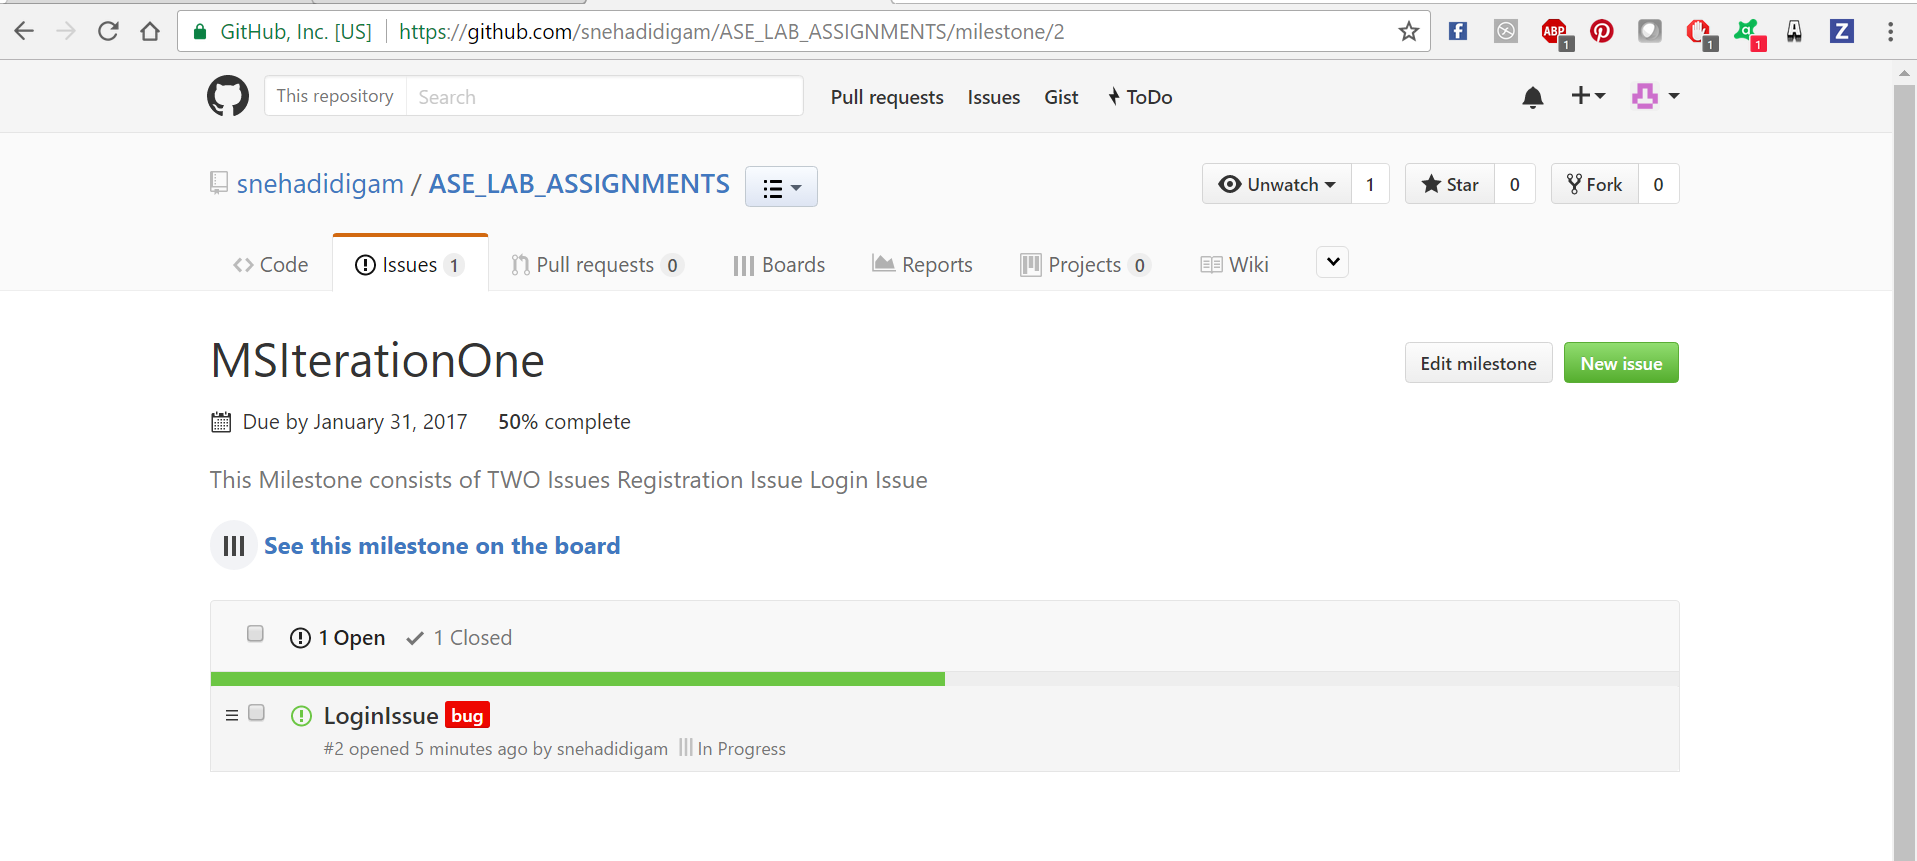 GitHub, Inc. [US] https://github.com/snehadidigam/ASE_LAB_ASSIGNMENTS/milestone/2
ABP 1 1 1 Z
This repository Search Pull requests Issues Gist ToDo
snehadidigam / ASE_LAB_ASSIGNMENTS Unwatch 1 Star 0 Fork 0
Code Issues 1 Pull requests 0 Boards Reports Projects 0 Wiki
MSIterationOne Edit milestone New issue
Due by January 31, 2017 50% complete
This Milestone consists of TWO Issues Registration Issue Login Issue
See this milestone on the board
1 Open 1 Closed
LoginIssue bug
#2 opened 5 minutes ago by snehadidigam In Progress